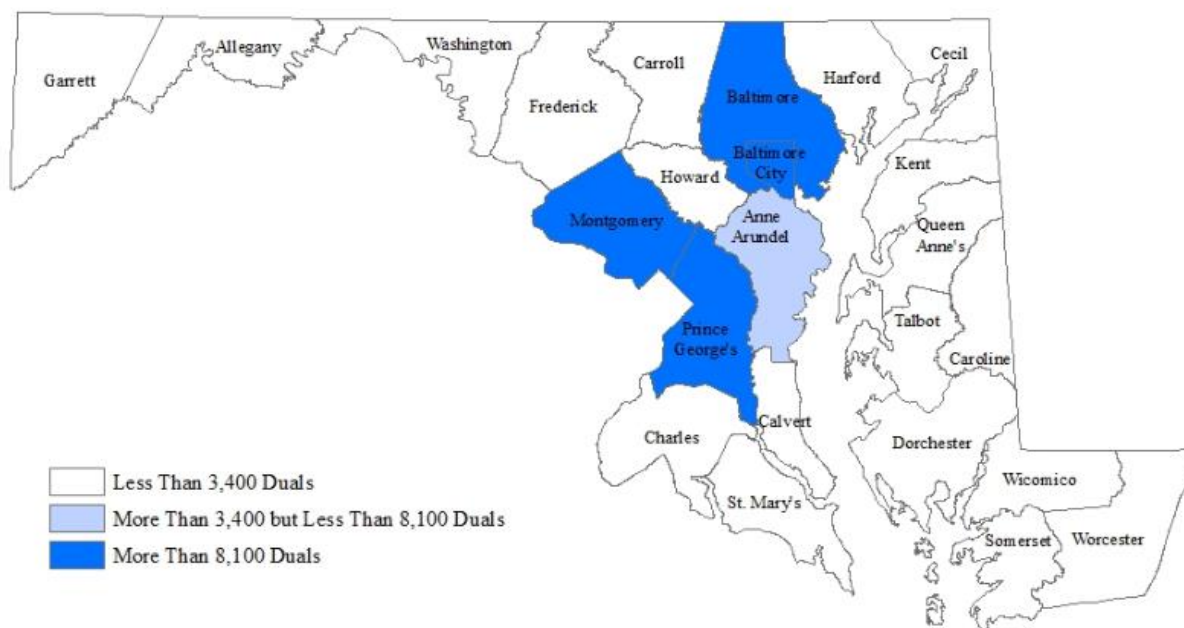 Garrett
Allegany
Washington
Frederick
Carroll
Baltimore
Harford
Cecil
Baltimore
City
Howard
Kent
Montgomery
Anne
Arundel
Queen
Anne's
Talbot
Prince
George's
Caroline
Charles
Calvert
Dorchester
St. Mary's
Wicomico
Somerset
Worcester
Less Than 3,400 Duals
More Than 3,400 but Less Than 8,100 Duals
More Than 8,100 Duals